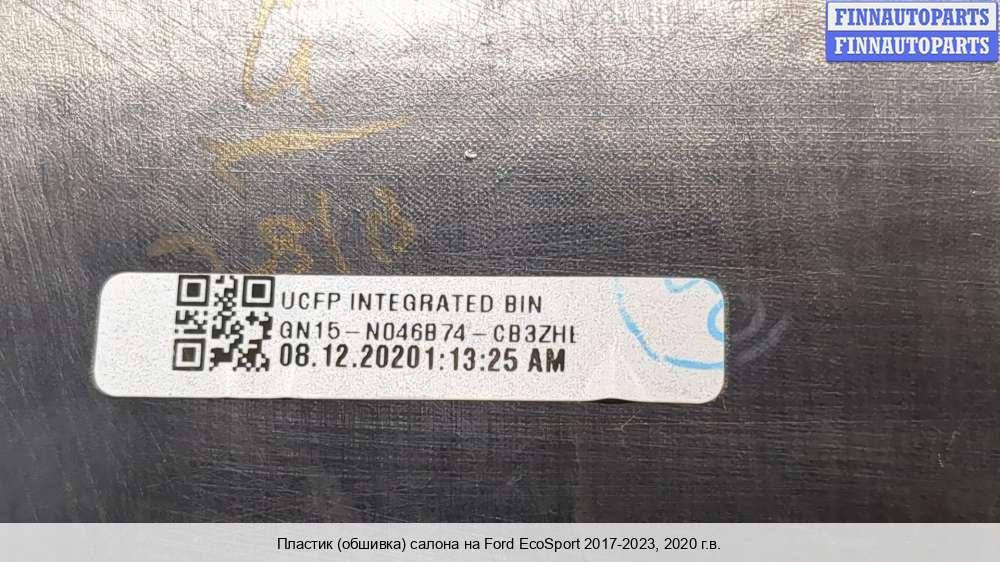 FINNAUTOPARTS
FINNAUTOPARTS
UCFP INTEGRATED BIN
GN15-N046B74-CB3ZHE
08.12.20201:13:25 AM
Пластик (обшивка) салона на Ford EcoSport 2017-2023, 2020 г.в.